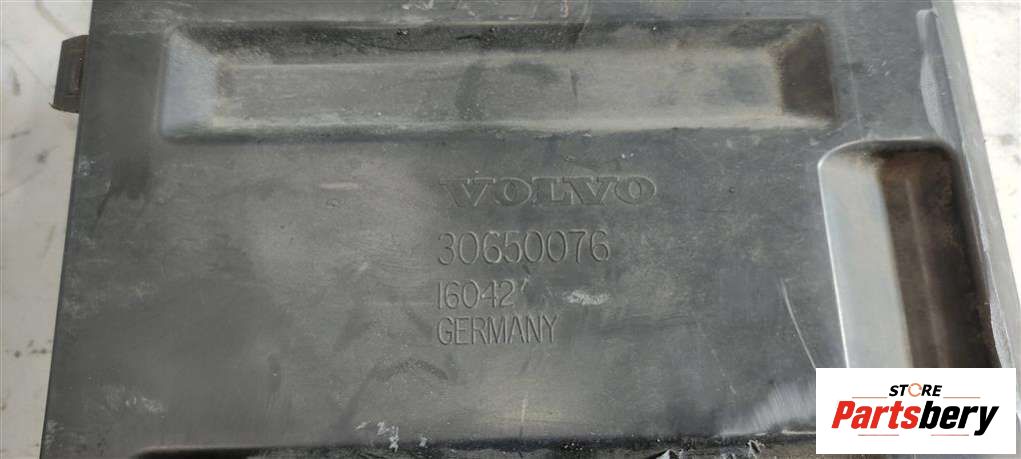 VOLVO
30650076
16042
GERMANY
STORE
Partsbery